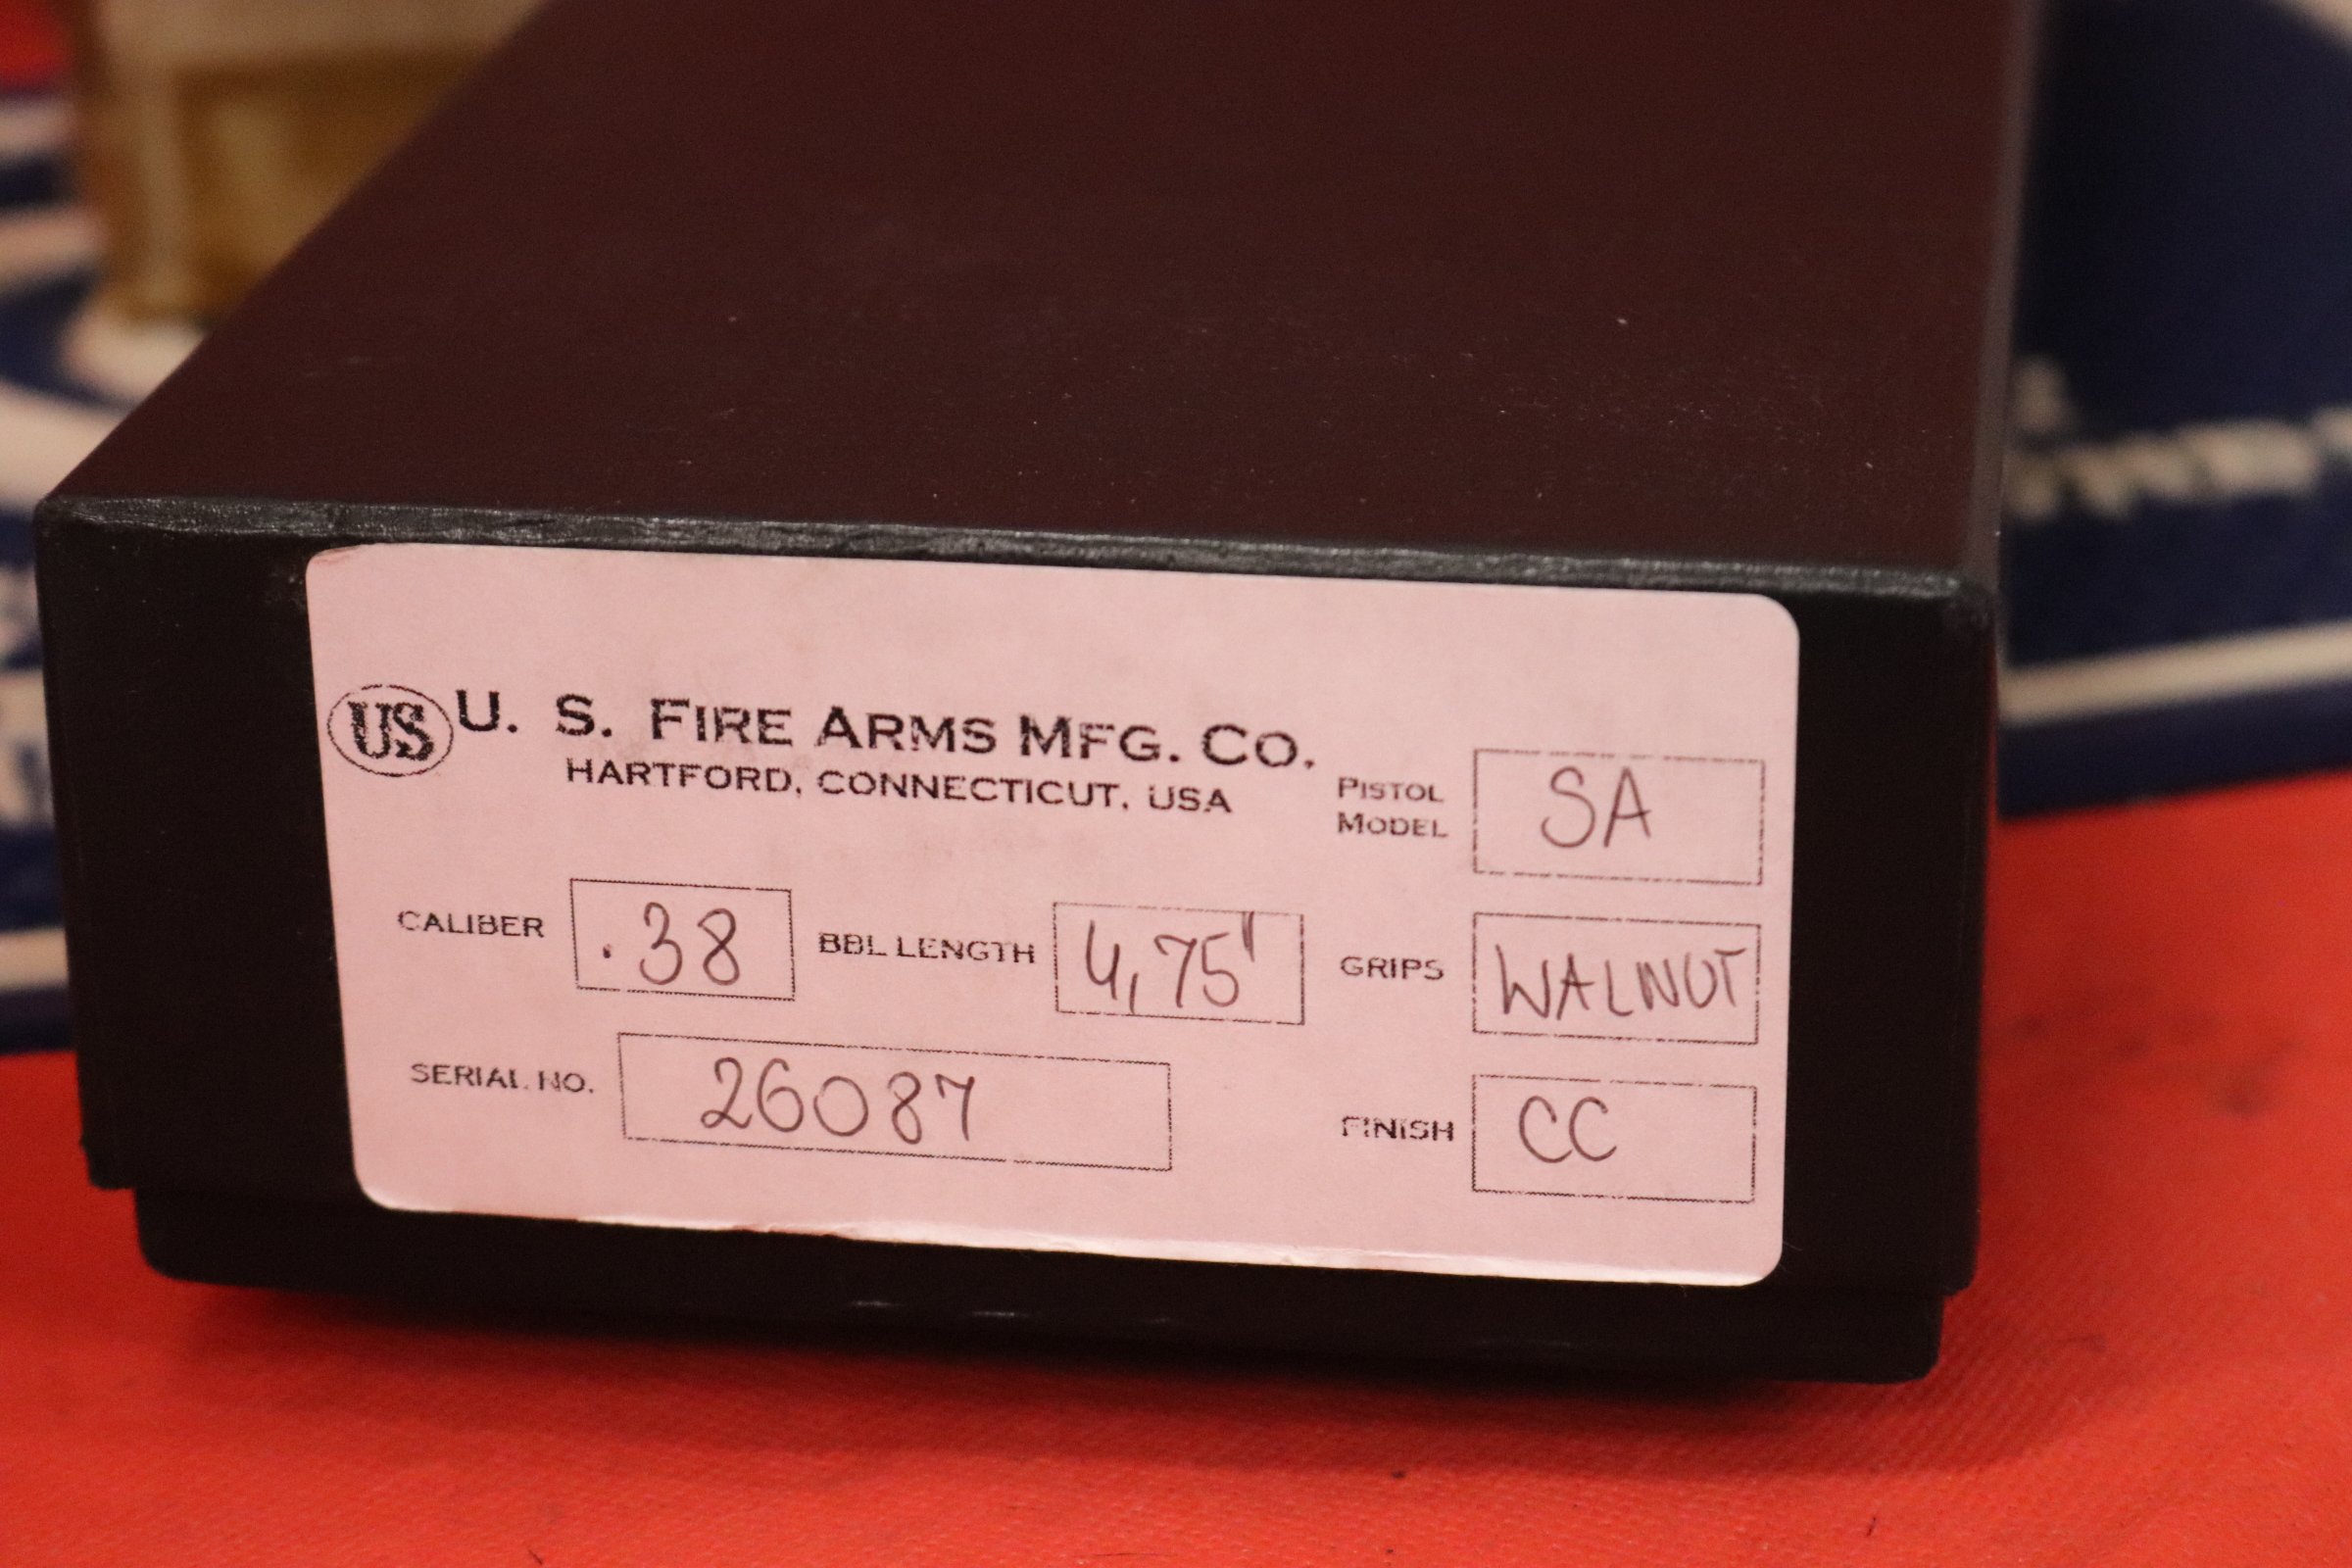 US U. S. FIRE ARMS MFG. CO.
HARTFORD, CONNECTICUT, USA
PISTOL MODEL SA
CALIBER .38 BBL LENGTH 4,75" GRIPS WALNUT
SERIAL NO. 26087 FINISH CC